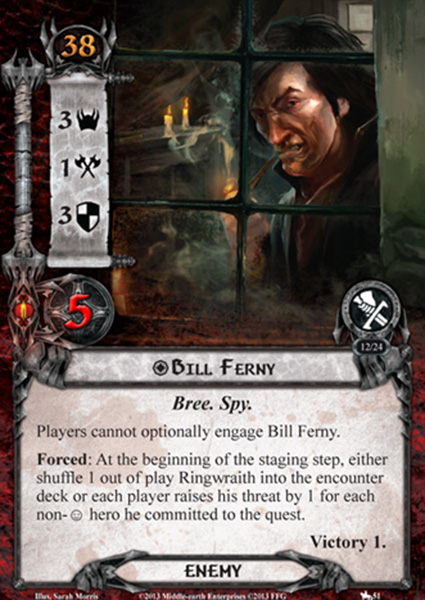 38
3
1
3
5
12/24
Bill Ferny
Bree. Spy.
Players cannot optionally engage Bill Ferny.
Forced: At the beginning of the staging step, either
shuffle 1 out of play Ringwraith into the encounter
deck or each player raises his threat by 1 for each
non- hero he committed to the quest.
Victory 1.
ENEMY
Illus. Sarah Morris ©2013 Middle-earth Enterprises ©2013 FFG 51